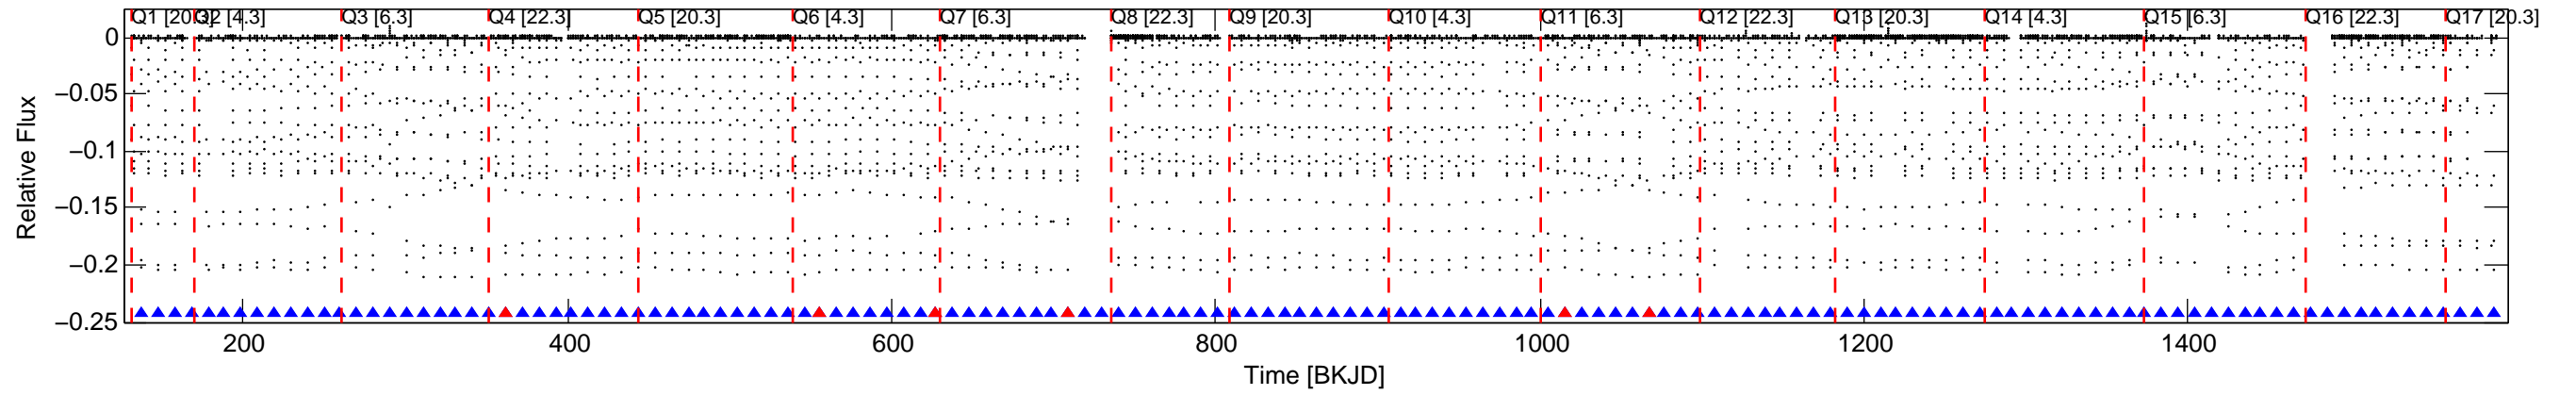 Q1 [20.3] Q2 [4.3] Q3 [6.3] Q4 [22.3] Q5 [20.3] Q6 [4.3] Q7 [6.3] Q8 [22.3] Q9 [20.3] Q10 [4.3] Q11 [6.3] Q12 [22.3] Q13 [20.3] Q14 [4.3] Q15 [6.3] Q16 [22.3] Q17 [20.3]
0
−0.05
−0.1
−0.15
−0.2
−0.25
Relative Flux
200 400 600 800 1000 1200 1400
Time [BKJD]